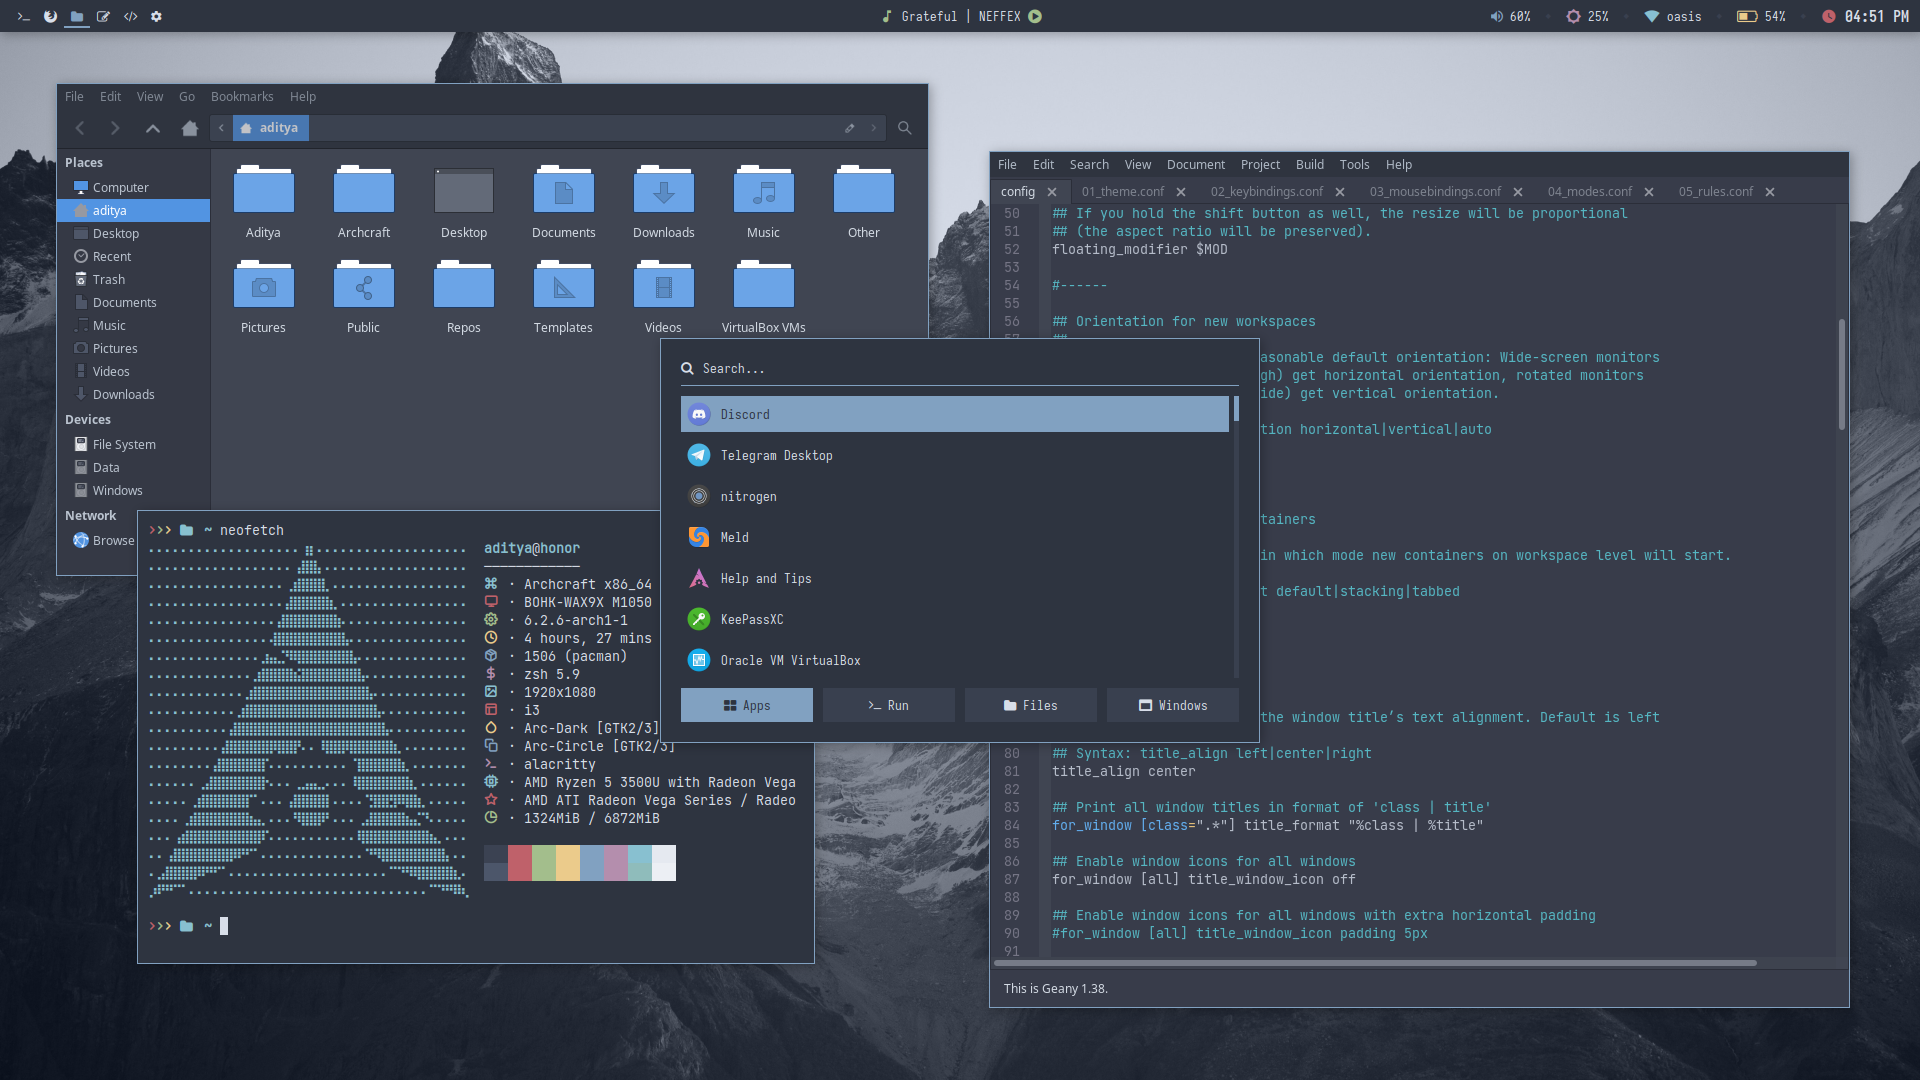 Grateful | NEFFEX
60%
25%
oasis
54%
04:51 PM
File Edit View Go Bookmarks Help
aditya
Places
Computer
aditya
Desktop
Recent
Trash
Documents
Music
Pictures
Videos
Downloads
Devices
File System
Data
Windows
Network
Browse
Aditya
Archcraft
Desktop
Documents
Downloads
Music
Other
Pictures
Public
Repos
Templates
Videos
VirtualBox VMs
~ neofetch
aditya@honor
· Archcraft x86_64
· BOHK-WAX9X M1050
· 6.2.6-arch1-1
· 4 hours, 27 mins
· 1506 (pacman)
· zsh 5.9
· 1920x1080
· i3
· Arc-Dark [GTK2/3]
· Arc-Circle [GTK2/3]
· alacritty
· AMD Ryzen 5 3500U with Radeon Vega
· AMD ATI Radeon Vega Series / Radeo
· 1324MiB / 6872MiB
~
Search...
Discord
Telegram Desktop
nitrogen
Meld
Help and Tips
KeePassXC
Oracle VM VirtualBox
Apps
Run
Files
Windows
File Edit Search View Document Project Build Tools Help
config
01_theme.conf
02_keybindings.conf
03_mousebindings.conf
04_modes.conf
05_rules.conf
50 ## If you hold the shift button as well, the resize will be proportional
51 ## (the aspect ratio will be preserved).
52 floating_modifier $MOD
53
54 #------
55
56 ## Orientation for new workspaces
57 ##
asonable default orientation: Wide-screen monitors
gh) get horizontal orientation, rotated monitors
ide) get vertical orientation.
tion horizontal|vertical|auto
tainers
in which mode new containers on workspace level will start.
t default|stacking|tabbed
the window title’s text alignment. Default is left
80 ## Syntax: title_align left|center|right
81 title_align center
82
83 ## Print all window titles in format of 'class | title'
84 for_window [class=".*"] title_format "%class | %title"
85
86 ## Enable window icons for all windows
87 for_window [all] title_window_icon off
88
89 ## Enable window icons for all windows with extra horizontal padding
90 #for_window [all] title_window_icon padding 5px
91
This is Geany 1.38.